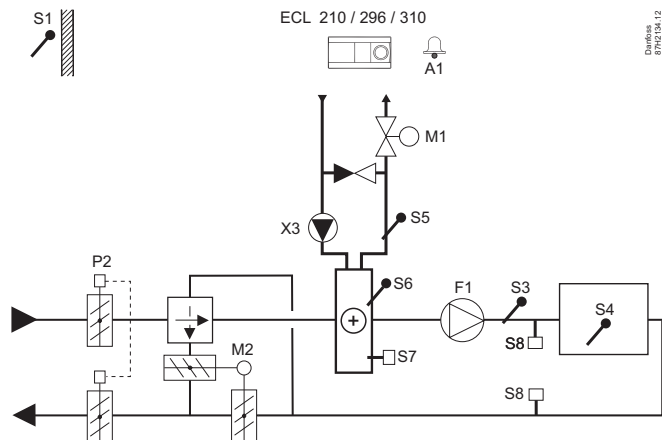 S1
ECL 210 / 296 / 310
A1
Danfoss
87H2134.12
M1
X3
S5
P2
S6
F1
S3
S4
S8
M2
S7
S8